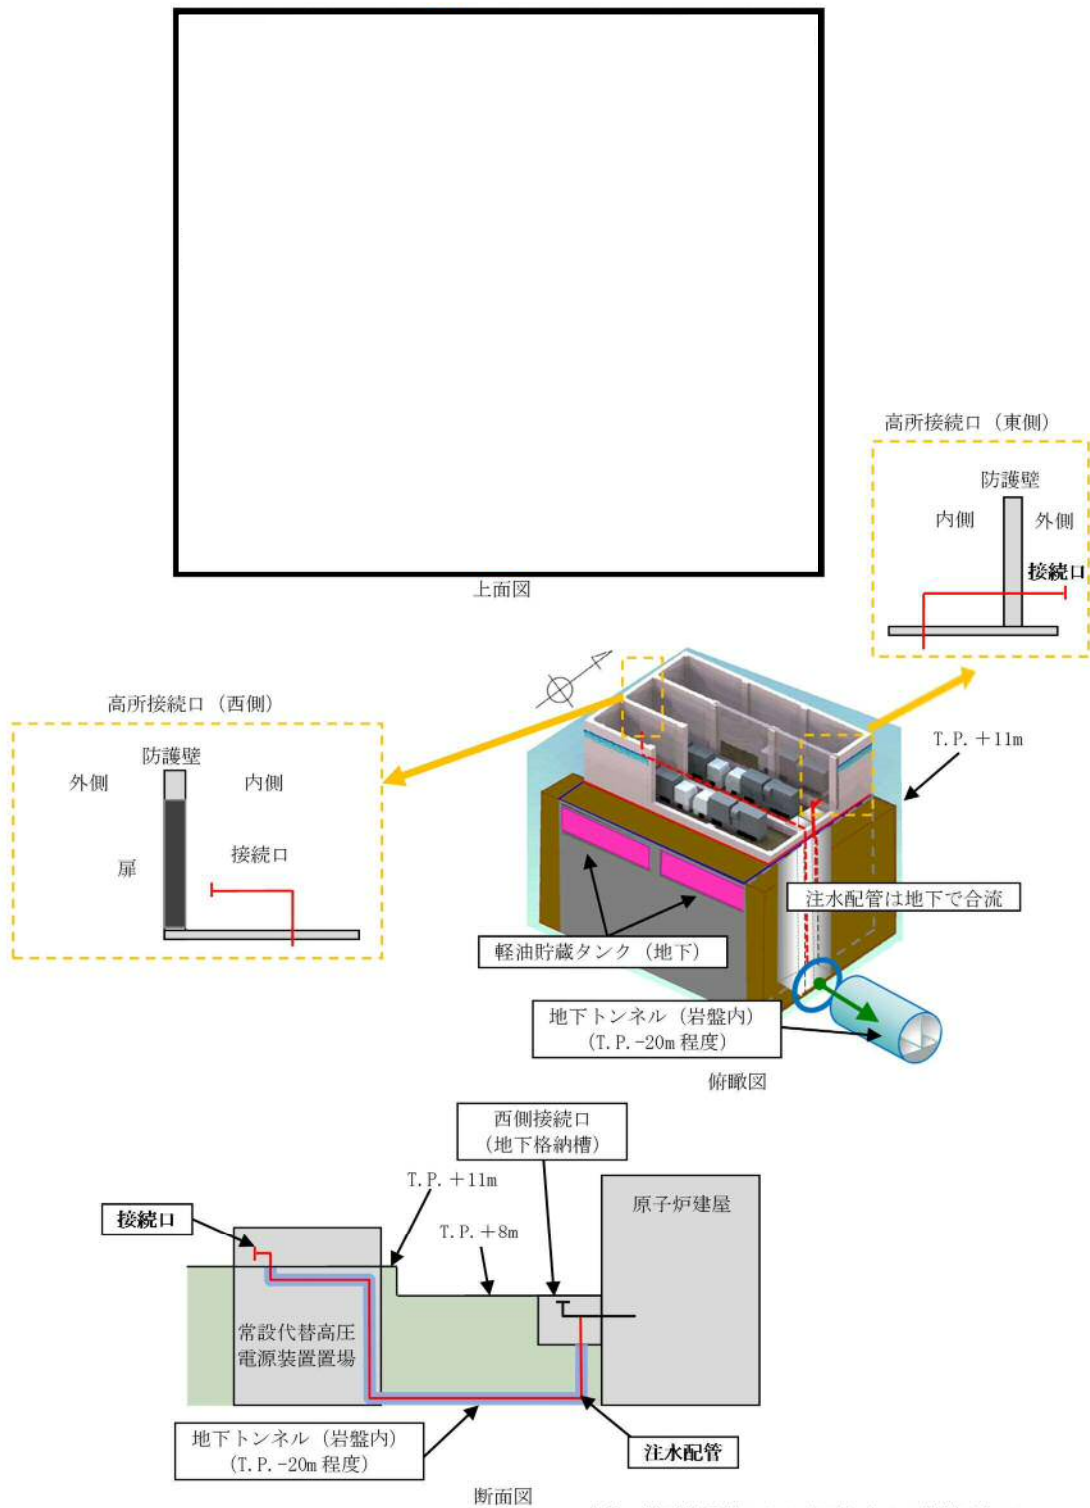 上面図
高所接続口（東側）
防護壁
内側
外側
接続口
高所接続口（西側）
防護壁
外側
内側
接続口
扉
T.P.＋11m
注水配管は地下で合流
軽油貯蔵タンク（地下）
地下トンネル（岩盤内）
（T.P.-20m 程度）
俯瞰図
西側接続口
（地下格納槽）
T.P.＋11m
T.P.＋8m
原子炉建屋
接続口
常設代替高圧
電源装置置場
地下トンネル（岩盤内）
（T.P.-20m 程度）
注水配管
断面図